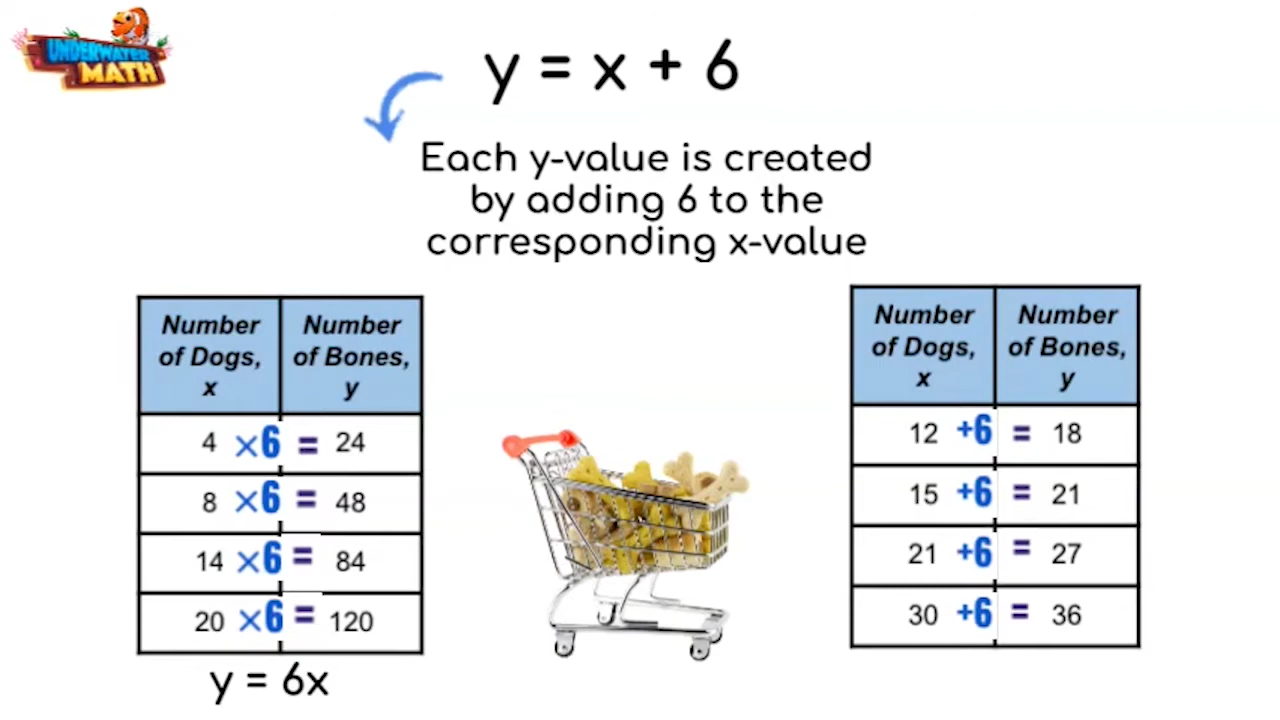 UNDERWATER
MATH
y = x + 6
Each y-value is created
by adding 6 to the
corresponding x-value
Number of Dogs, x Number of Bones, y
4 ×6 = 24
8 ×6 = 48
14 ×6 = 84
20 ×6 = 120
y = 6x
Number of Dogs, x Number of Bones, y
12 +6 = 18
15 +6 = 21
21 +6 = 27
30 +6 = 36